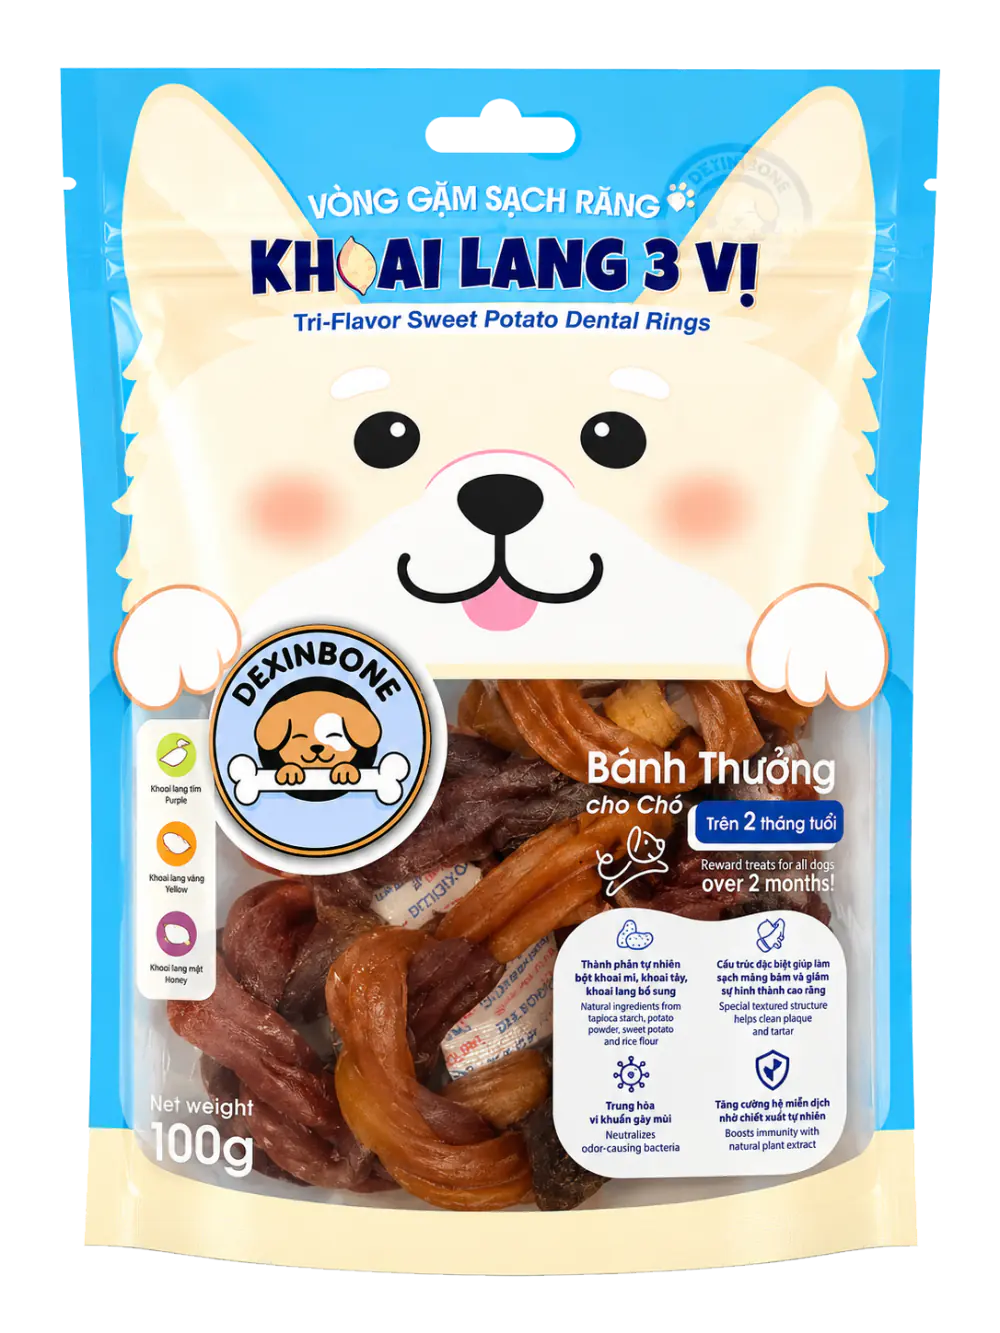 DEXINBONE
VÒNG GẶM SẠCH RĂNG
KHOAI LANG 3 VỊ
Tri-Flavor Sweet Potato Dental Rings
DEXINBONE
Khoai lang tím
Purple
Khoai lang vàng
Yellow
Khoai lang mật
Honey
Bánh Thưởng
cho Chó
Trên 2 tháng tuổi
Reward treats for all dogs
over 2 months!
Thành phần tự nhiên
bột khoai mì, khoai tây,
khoai lang bổ sung
Natural ingredients from
tapioca starch, potato
powder, sweet potato
and rice flour
Cấu trúc đặc biệt giúp làm
sạch mảng bám và giảm
sự hình thành cao răng
Special textured structure
helps clean plaque
and tartar
Trung hòa
vi khuẩn gây mùi
Neutralizes
odor-causing bacteria
Tăng cường hệ miễn dịch
nhờ chiết xuất tự nhiên
Boosts immunity with
natural plant extract
Net weight
100g